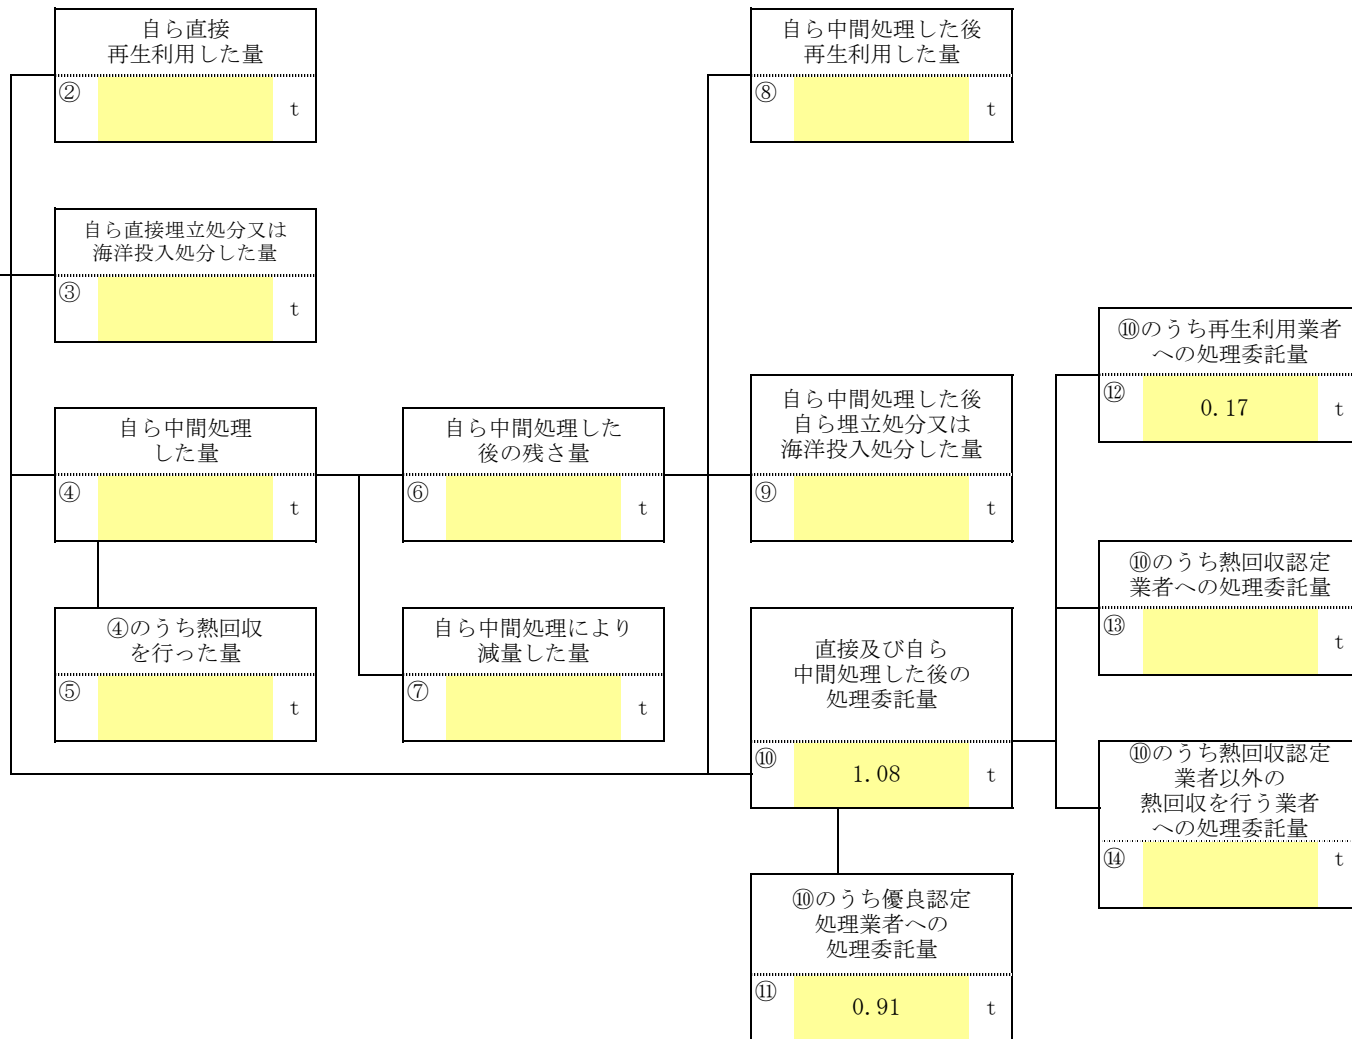 自ら直接
再生利用した量
② t
自ら直接埋立処分又は
海洋投入処分した量
③ t
自ら中間処理
した量
④ t
④のうち熱回収
を行った量
⑤ t
自ら中間処理した
後の残さ量
⑥ t
自ら中間処理により
減量した量
⑦ t
自ら中間処理した後
再生利用した量
⑧ t
自ら中間処理した後
自ら埋立処分又は
海洋投入処分した量
⑨ t
直接及び自ら
中間処理した後の
処理委託量
⑩ 1.08 t
⑩のうち優良認定
処理業者への
処理委託量
⑪ 0.91 t
⑩のうち再生利用業者
への処理委託量
⑫ 0.17 t
⑩のうち熱回収認定
業者への処理委託量
⑬ t
⑩のうち熱回収認定
業者以外の
熱回収を行う業者
への処理委託量
⑭ t